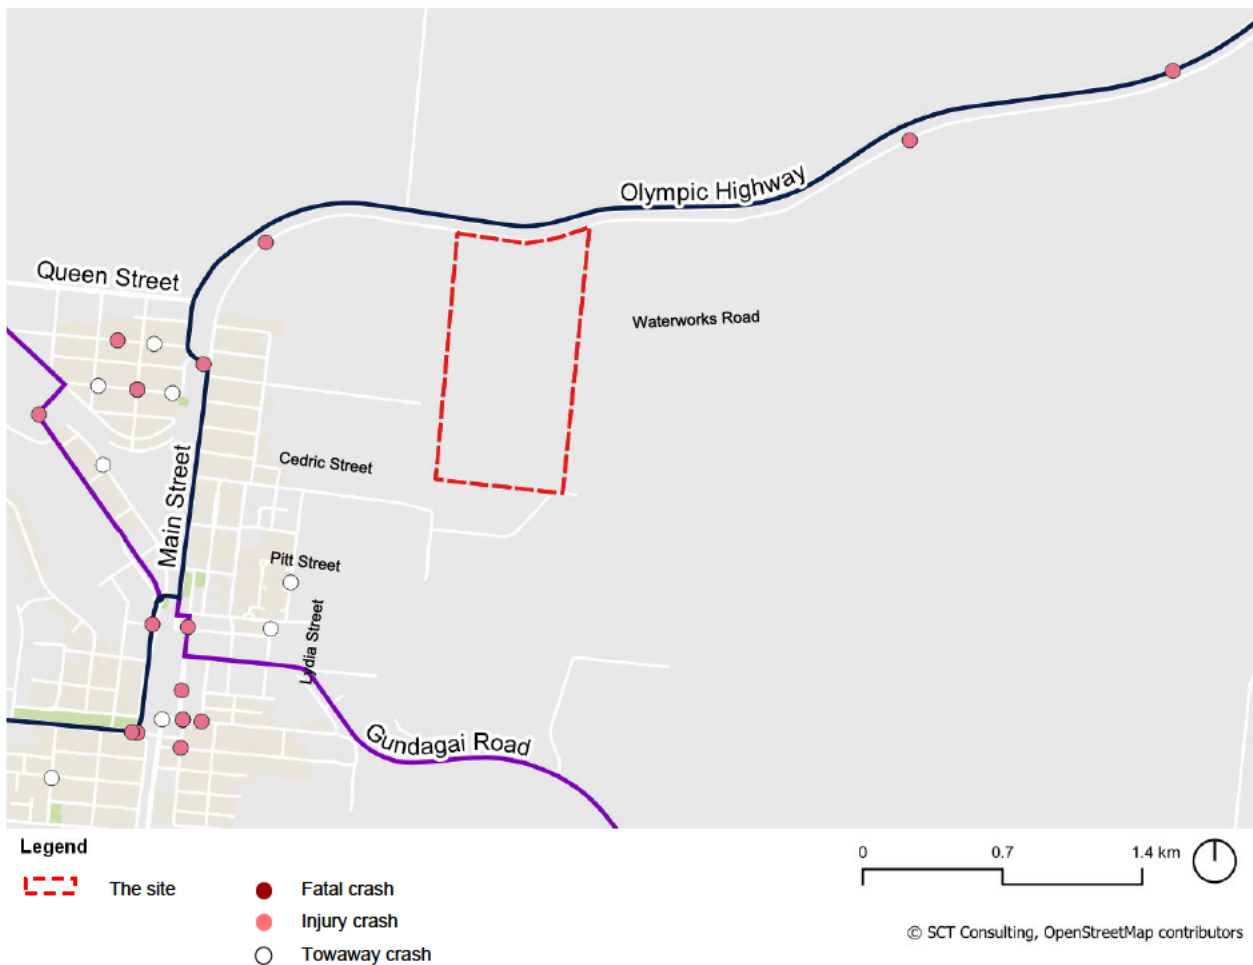 Olympic Highway
Queen Street
Waterworks Road
Main Street
Cedric Street
Pitt Street
Lydia Street
Gundagai Road
Legend
The site
Fatal crash
Injury crash
Towaway crash
0 0.7 1.4 km
© SCT Consulting, OpenStreetMap contributors